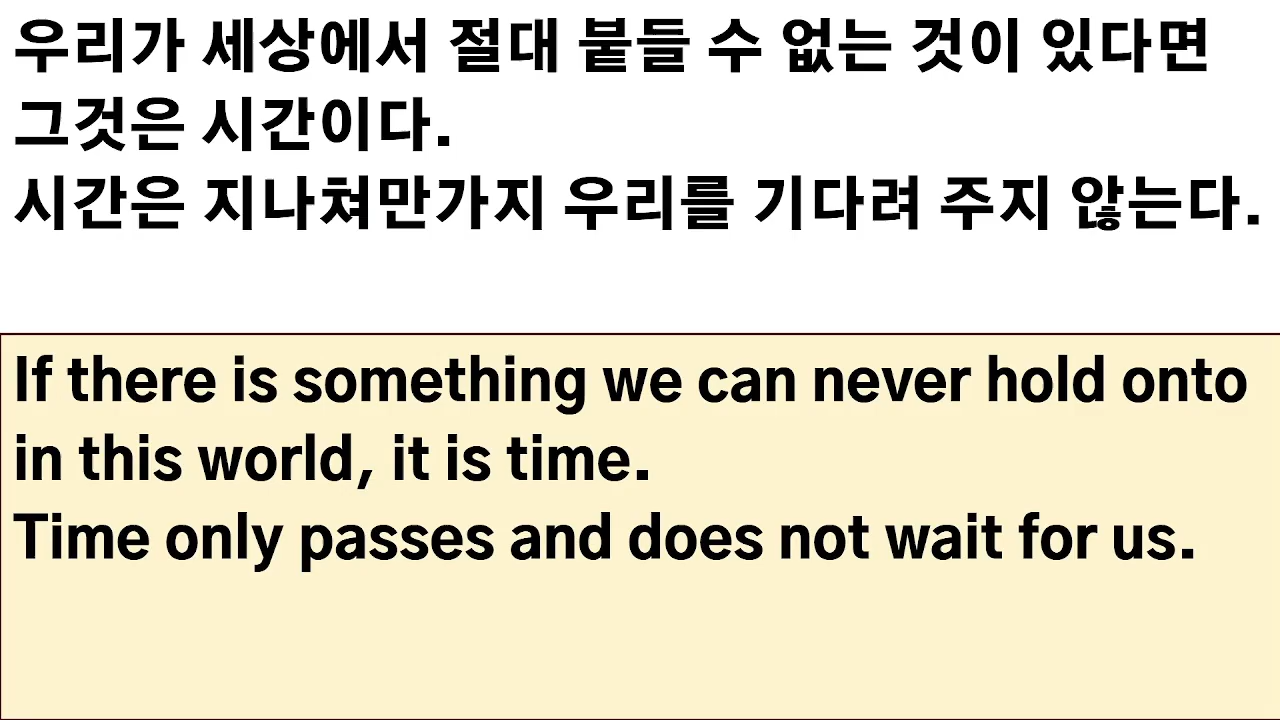 우리가 세상에서 절대 붙들 수 없는 것이 있다면
그것은 시간이다.
시간은 지나쳐만가지 우리를 기다려 주지 않는다.
If there is something we can never hold onto
in this world, it is time.
Time only passes and does not wait for us.